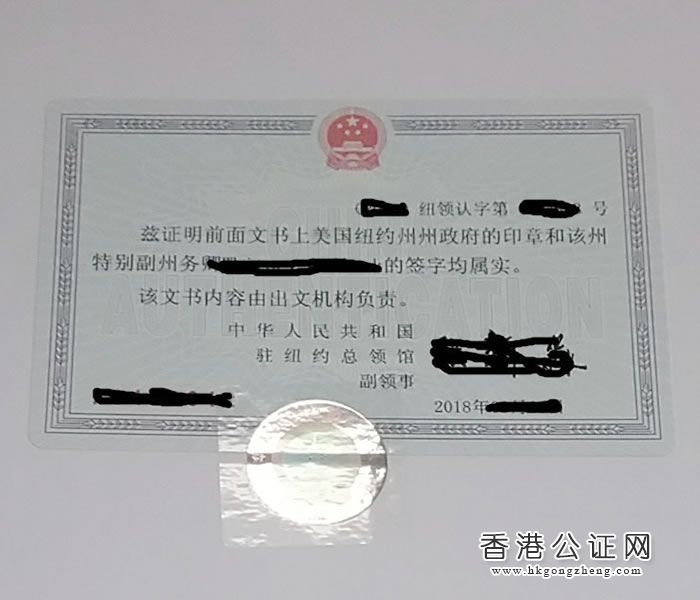 纽领认字第 号
兹证明前面文书上美国纽约州州政府的印章和该州
特别副州务卿 的签字均属实。
该文书内容由出文机构负责。
中华人民共和国
驻纽约总领馆
副领事
2018年
香港公证网
www.hkgongzheng.com